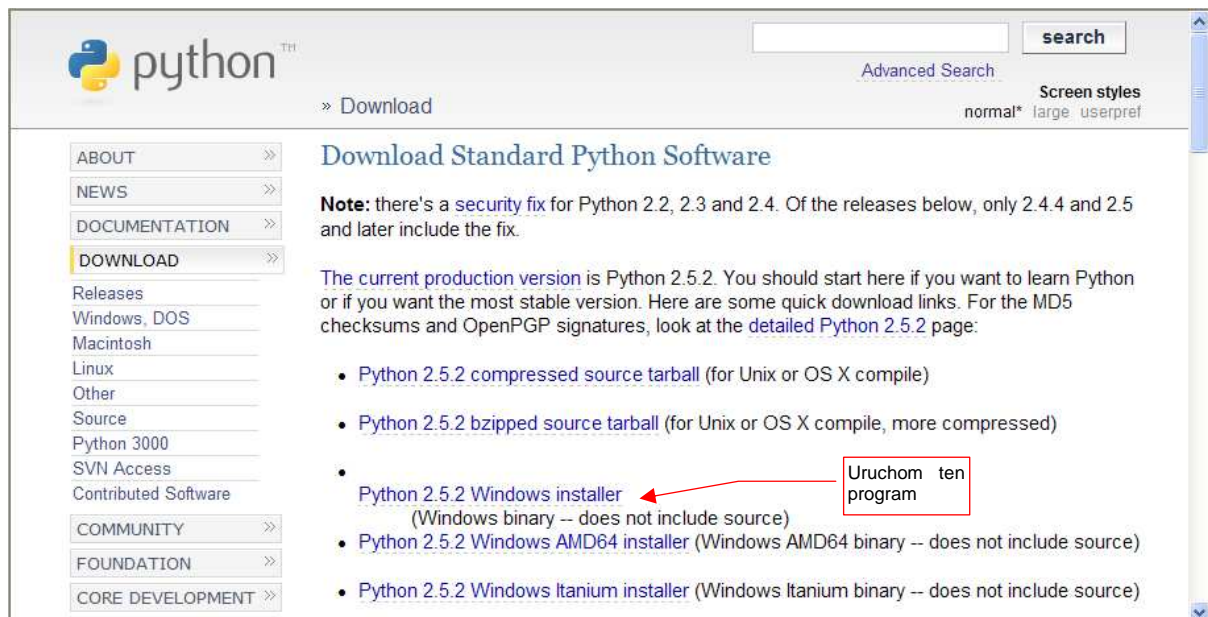 python™
search
Advanced Search
Screen styles
normal* large userpref
» Download
ABOUT »
NEWS »
DOCUMENTATION »
DOWNLOAD »
Releases
Windows, DOS
Macintosh
Linux
Other
Source
Python 3000
SVN Access
Contributed Software
COMMUNITY »
FOUNDATION »
CORE DEVELOPMENT »
Download Standard Python Software
Note: there's a security fix for Python 2.2, 2.3 and 2.4. Of the releases below, only 2.4.4 and 2.5
and later include the fix.
The current production version is Python 2.5.2. You should start here if you want to learn Python
or if you want the most stable version. Here are some quick download links. For the MD5
checksums and OpenPGP signatures, look at the detailed Python 2.5.2 page:
• Python 2.5.2 compressed source tarball (for Unix or OS X compile)
• Python 2.5.2 bzipped source tarball (for Unix or OS X compile, more compressed)
• Python 2.5.2 Windows installer
(Windows binary -- does not include source)
Uruchom ten
program
• Python 2.5.2 Windows AMD64 installer (Windows AMD64 binary -- does not include source)
• Python 2.5.2 Windows Itanium installer (Windows Itanium binary -- does not include source)